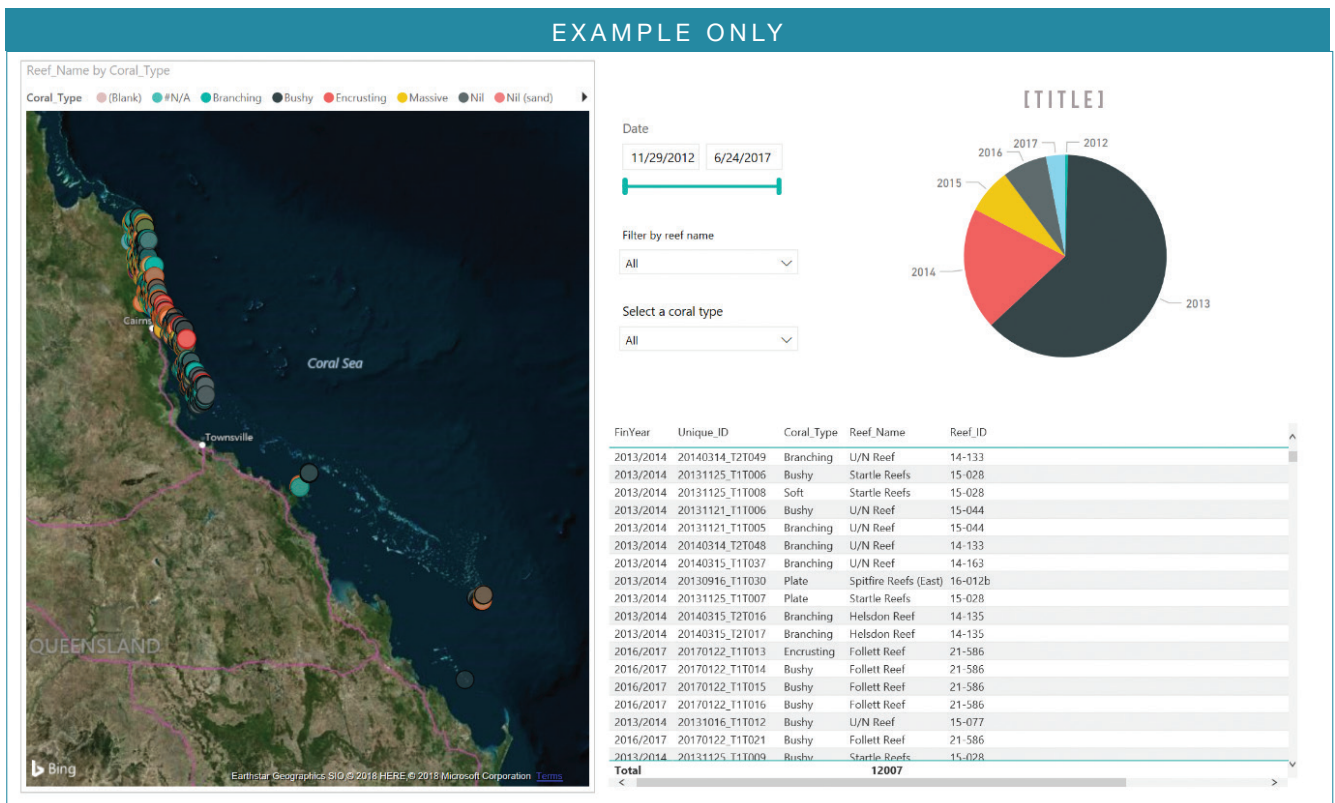 EXAMPLE ONLY
Reef_Name by Coral_Type
Coral_Type (Blank) #N/A Branching Bushy Encrusting Massive Nil Nil (sand)
Cairns
Coral Sea
Townsville
QUEENSLAND
Bing
Earthstar Geographics SIO © 2018 HERE © 2018 Microsoft Corporation Terms
Date
11/29/2012 6/24/2017
Filter by reef name
All
Select a coral type
All
[TITLE]
2012
2017
2016
2015
2014
2013
FinYear Unique_ID Coral_Type Reef_Name Reef_ID
2013/2014 20140314_T2T049 Branching U/N Reef 14-133
2013/2014 20131125_T1T006 Bushy Startle Reefs 15-028
2013/2014 20131125_T1T008 Soft Startle Reefs 15-028
2013/2014 20131121_T1T006 Bushy U/N Reef 15-044
2013/2014 20131121_T1T005 Branching U/N Reef 15-044
2013/2014 20140314_T2T048 Branching U/N Reef 14-133
2013/2014 20140315_T1T037 Branching U/N Reef 14-163
2013/2014 20130916_T1T030 Plate Spitfire Reefs (East) 16-012b
2013/2014 20131125_T1T007 Plate Startle Reefs 15-028
2013/2014 20140315_T2T016 Branching Helsdon Reef 14-135
2013/2014 20140315_T2T017 Branching Helsdon Reef 14-135
2016/2017 20170122_T1T013 Encrusting Follett Reef 21-586
2016/2017 20170122_T1T014 Bushy Follett Reef 21-586
2016/2017 20170122_T1T015 Bushy Follett Reef 21-586
2016/2017 20170122_T1T016 Bushy Follett Reef 21-586
2013/2014 20131016_T1T012 Bushy U/N Reef 15-077
2016/2017 20170122_T1T021 Bushy Follett Reef 21-586
2013/2014 20131125_T1T009 Bushy Startle Reefs 15-028
Total 12007